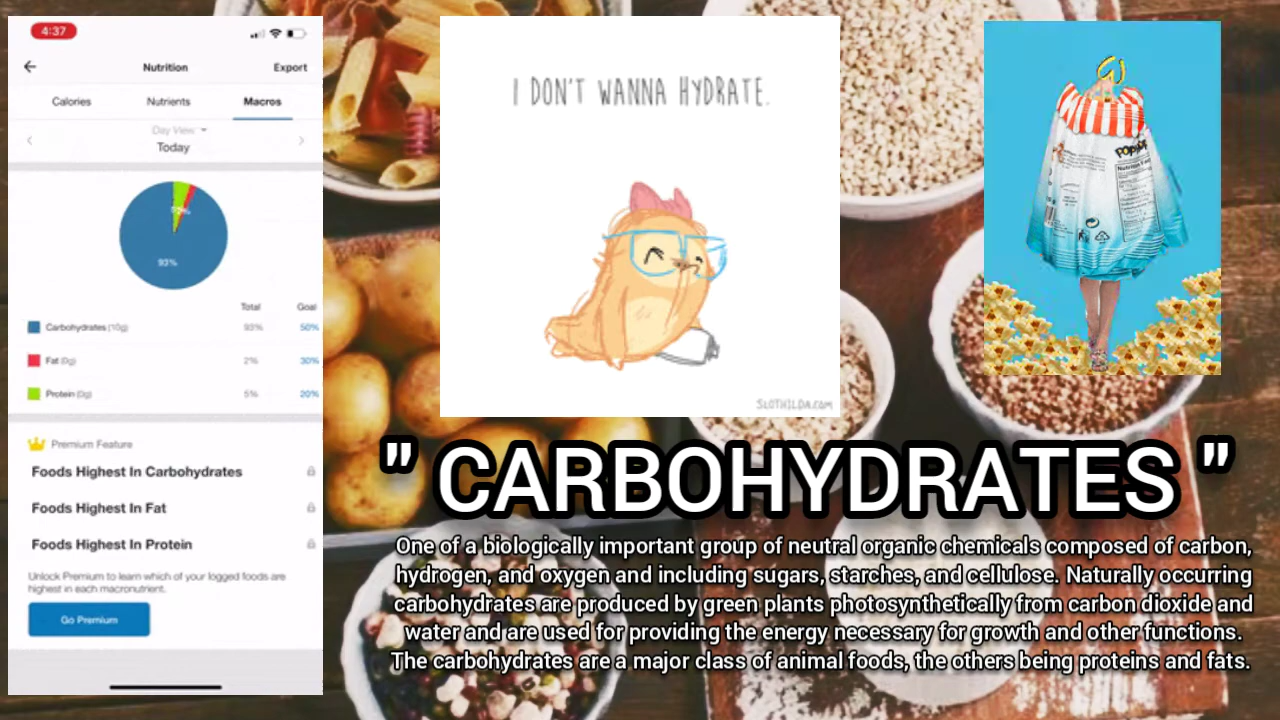 4:37
Nutrition
Export
Calories
Nutrients
Macros
Day View
Today
93%
Total
Goal
Carbohydrates (10g)
93%
50%
Fat (0g)
2%
30%
Protein (0g)
5%
20%
Premium Feature
Foods Highest In Carbohydrates
Foods Highest In Fat
Foods Highest In Protein
Unlock Premium to learn which of your logged foods are
highest in each macronutrient.
Go Premium
I DON'T WANNA HYDRATE.
SLOTHILDA.COM
" CARBOHYDRATES "
One of a biologically important group of neutral organic chemicals composed of carbon,
hydrogen, and oxygen and including sugars, starches, and cellulose. Naturally occurring
carbohydrates are produced by green plants photosynthetically from carbon dioxide and
water and are used for providing the energy necessary for growth and other functions.
The carbohydrates are a major class of animal foods, the others being proteins and fats.